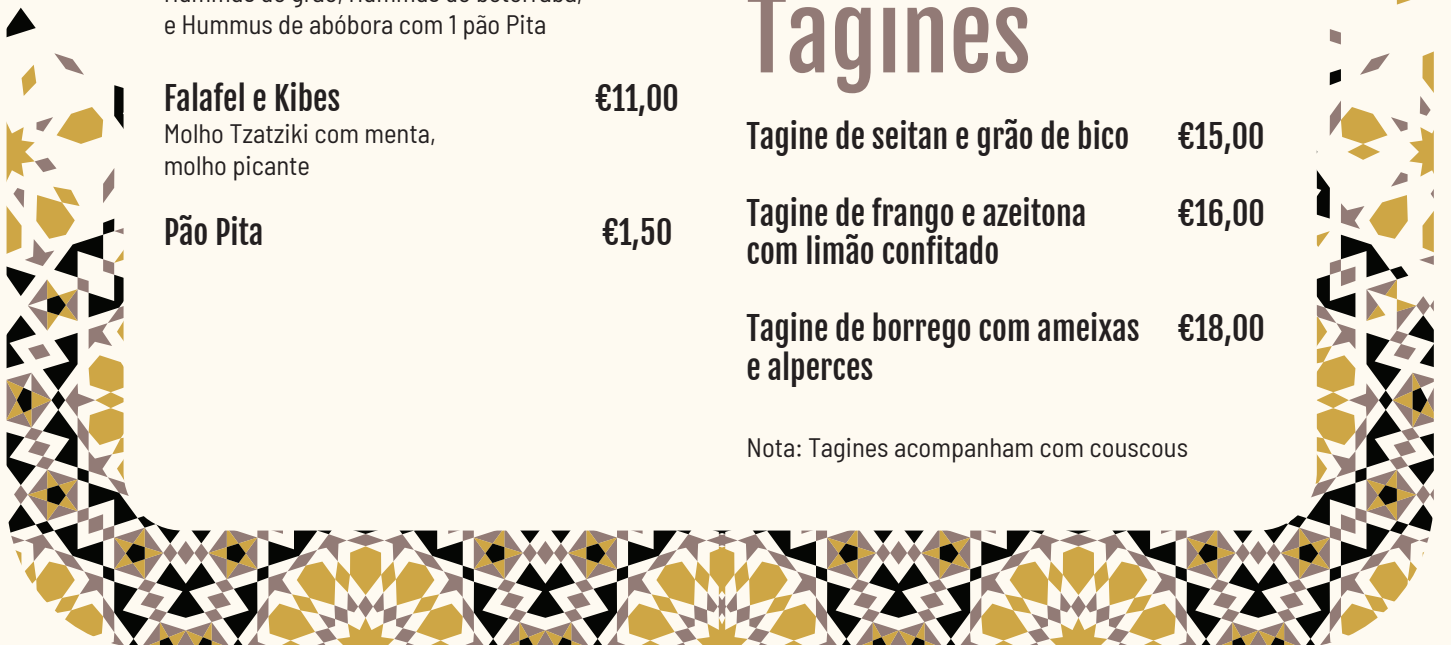 e Hummus de abóbora com 1 pão Pita
Falafel e Kibes €11,00
Molho Tzatziki com menta,
molho picante
Pão Pita €1,50
Tagines
Tagine de seitan e grão de bico €15,00
Tagine de frango e azeitona €16,00
com limão confitado
Tagine de borrego com ameixas €18,00
e alperces
Nota: Tagines acompanham com couscous